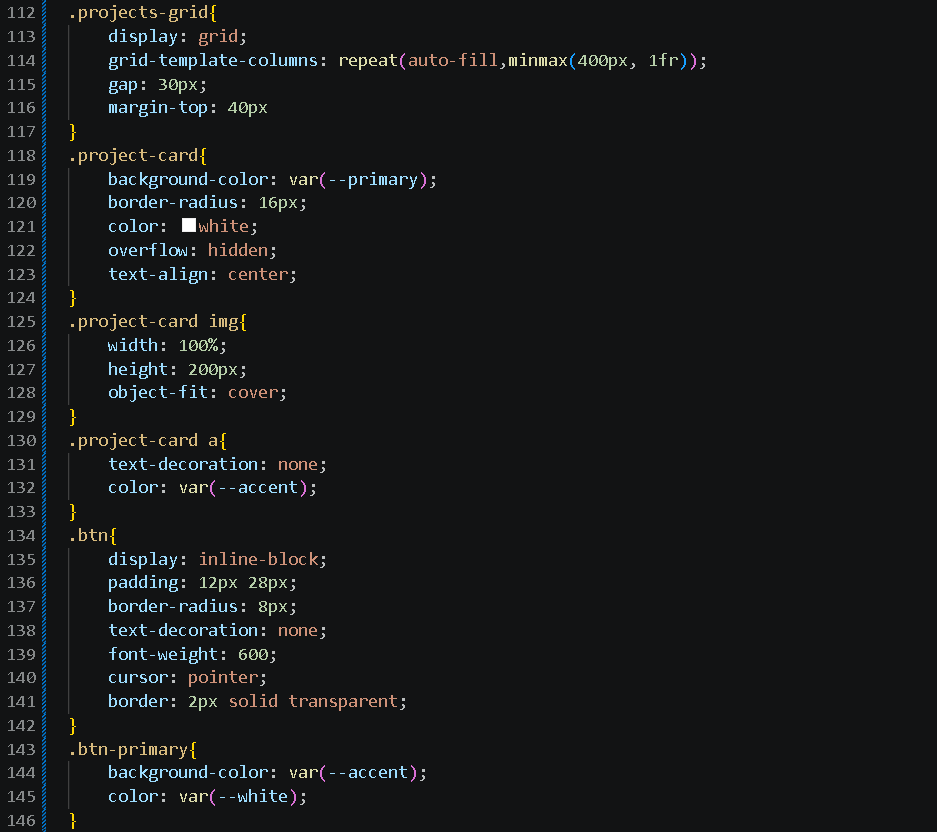 112 .projects-grid{
113 display: grid;
114 grid-template-columns: repeat(auto-fill,minmax(400px, 1fr));
115 gap: 30px;
116 margin-top: 40px
117 }
118 .project-card{
119 background-color: var(--primary);
120 border-radius: 16px;
121 color: white;
122 overflow: hidden;
123 text-align: center;
124 }
125 .project-card img{
126 width: 100%;
127 height: 200px;
128 object-fit: cover;
129 }
130 .project-card a{
131 text-decoration: none;
132 color: var(--accent);
133 }
134 .btn{
135 display: inline-block;
136 padding: 12px 28px;
137 border-radius: 8px;
138 text-decoration: none;
139 font-weight: 600;
140 cursor: pointer;
141 border: 2px solid transparent;
142 }
143 .btn-primary{
144 background-color: var(--accent);
145 color: var(--white);
146 }